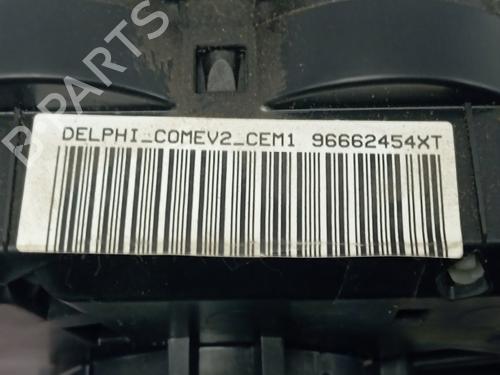 B PARTS
DELPHI_COMEV2_CEM1 96662454XT